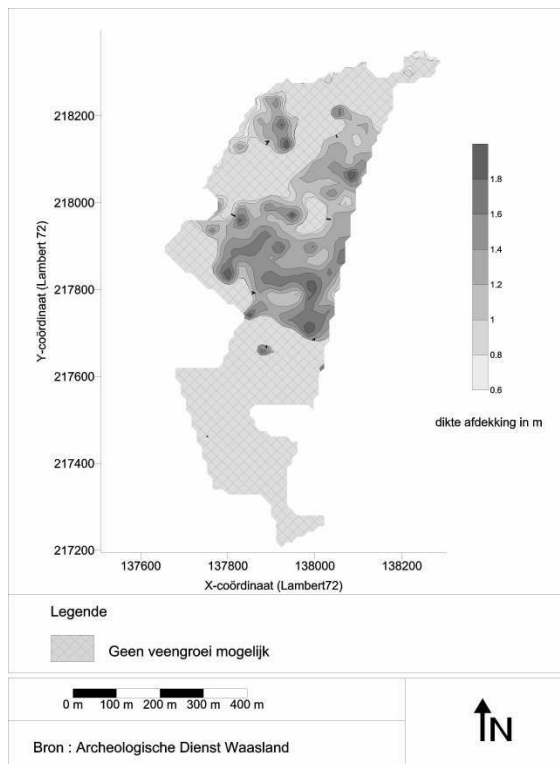 218200
218000
217800
217600
217400
217200
Y-coördinaat (Lambert 72)
137600 137800 138000 138200
X-coördinaat (Lambert72)
1.8
1.6
1.4
1.2
1
0.8
0.6
dikte afdekking in m
Legende
Geen veengroei mogelijk
0 m 100 m 200 m 300 m 400 m
Bron : Archeologische Dienst Waasland
N